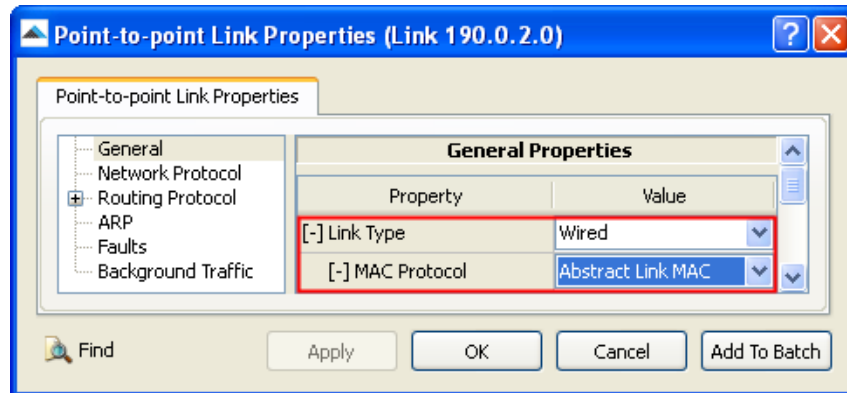 Point-to-point Link Properties (Link 190.0.2.0)
Point-to-point Link Properties
General
Network Protocol
Routing Protocol
ARP
Faults
Background Traffic
General Properties
Property Value
[-] Link Type Wired
[-] MAC Protocol Abstract Link MAC
Find Apply OK Cancel Add To Batch